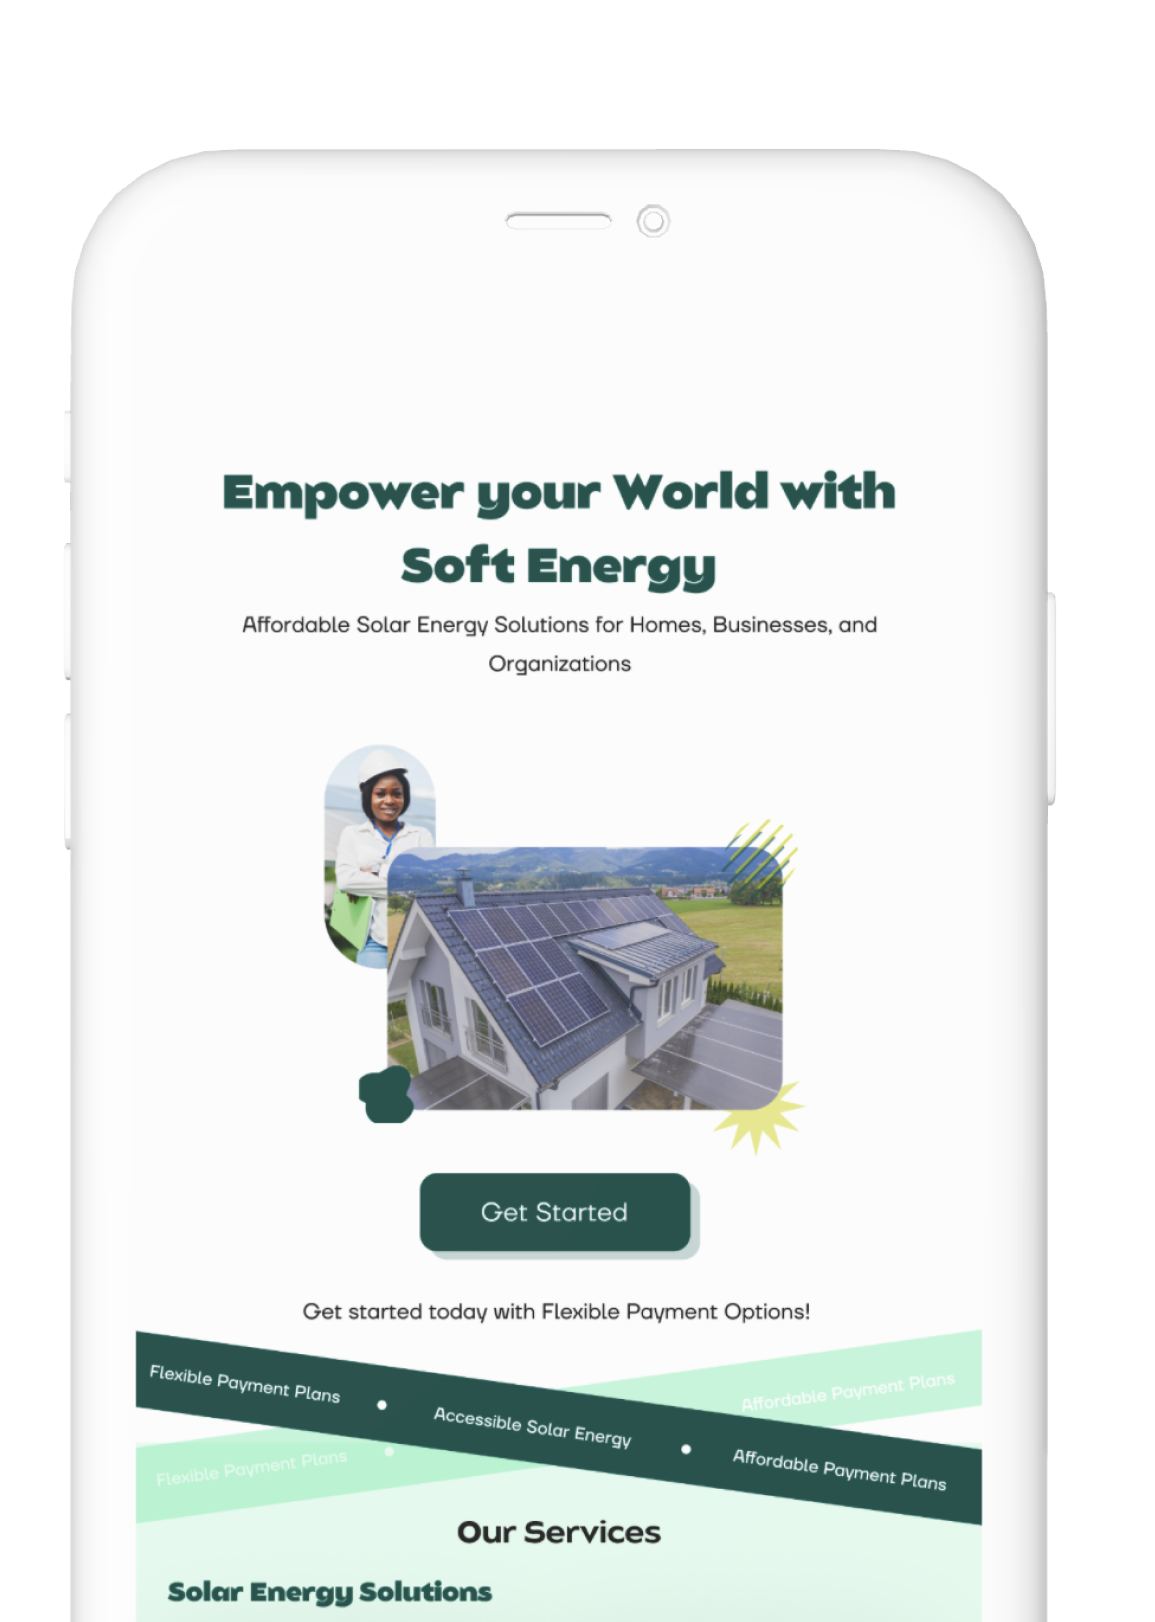 Empower your World with
Soft Energy
Affordable Solar Energy Solutions for Homes, Businesses, and
Organizations
Get Started
Get started today with Flexible Payment Options!
Flexible Payment Plans
Accessible Solar Energy
Affordable Payment Plans
Affordable Payment Plans
Flexible Payment Plans
Our Services
Solar Energy Solutions